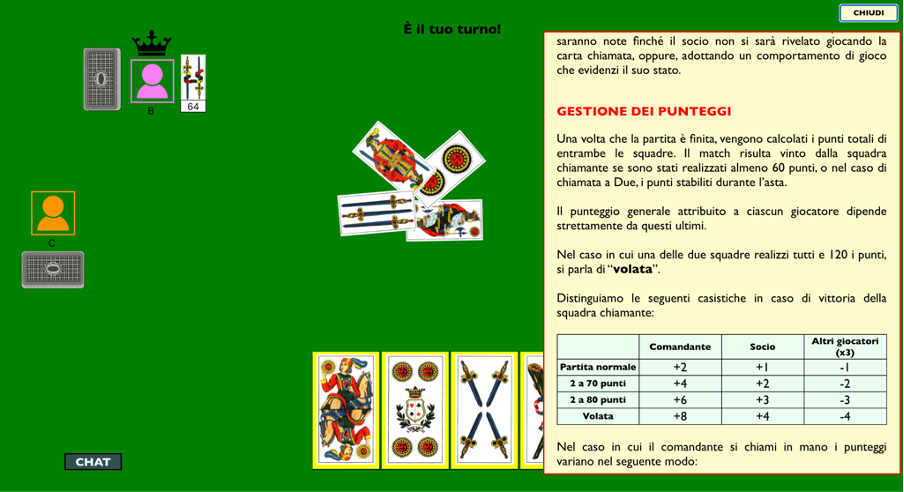 CHIUDI
È il tuo turno!
saranno note finché il socio non si sarà rivelato giocando la
carta chiamata, oppure, adottando un comportamento di gioco
che evidenzi il suo stato.
64
B
C
GESTIONE DEI PUNTEGGI
Una volta che la partita è finita, vengono calcolati i punti totali di
entrambe le squadre. Il match risulta vinto dalla squadra
chiamante se sono stati realizzati almeno 60 punti, o nel caso di
chiamata a Due, i punti stabiliti durante l’asta.
Il punteggio generale attribuito a ciascun giocatore dipende
strettamente da questi ultimi.
Nel caso in cui una delle due squadre realizzi tutti e 120 i punti,
si parla di “volata”.
Distinguiamo le seguenti casistiche in caso di vittoria della
squadra chiamante:
Comandante Socio Altri giocatori (x3)
Partita normale +2 +1 -1
2 a 70 punti +4 +2 -2
2 a 80 punti +6 +3 -3
Volata +8 +4 -4
Nel caso in cui il comandante si chiami in mano i punteggi
variano nel seguente modo:
CHAT